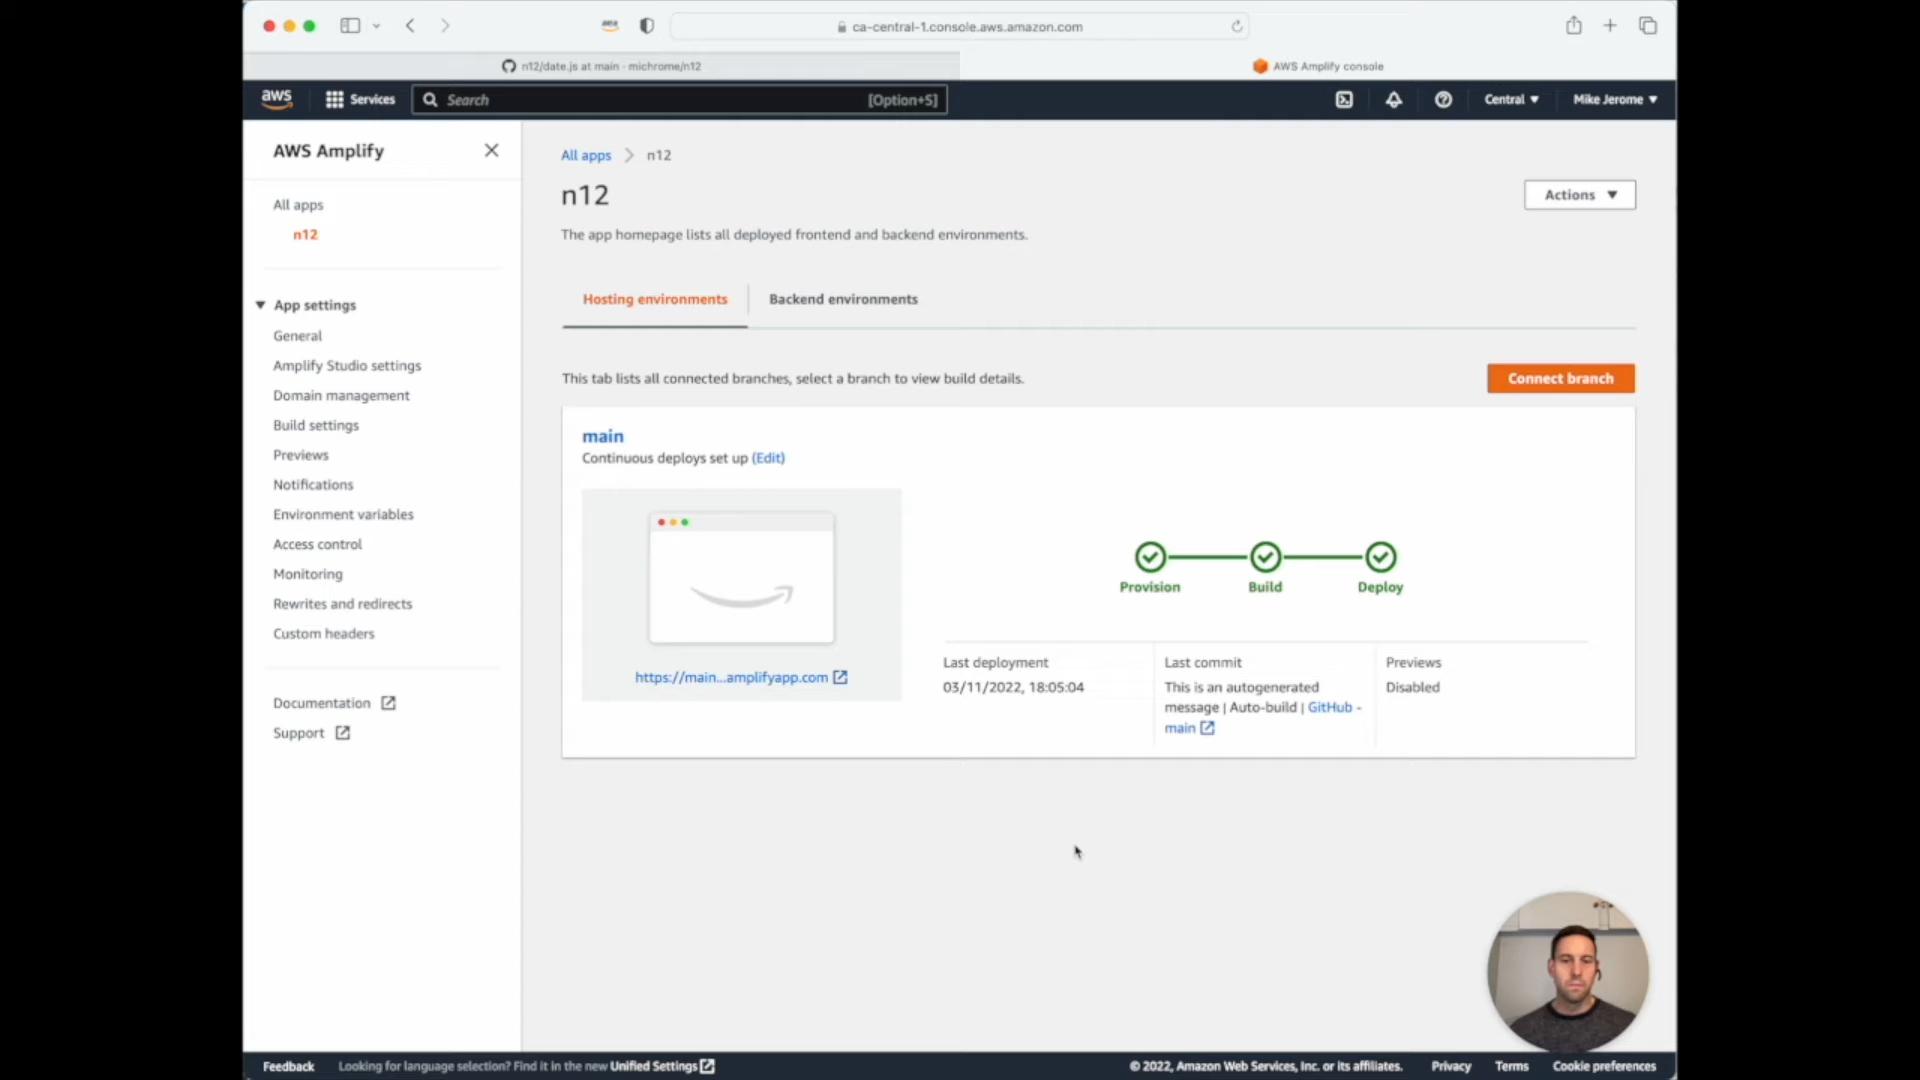 ca-central-1.console.aws.amazon.com
n12/date.js at main · michrome/n12
AWS Amplify console
aws
Services
Search
[Option+S]
Central
Mike Jerome
AWS Amplify
All apps
n12
App settings
General
Amplify Studio settings
Domain management
Build settings
Previews
Notifications
Environment variables
Access control
Monitoring
Rewrites and redirects
Custom headers
Documentation
Support
All apps
n12
n12
Actions
The app homepage lists all deployed frontend and backend environments.
Hosting environments
Backend environments
This tab lists all connected branches, select a branch to view build details.
Connect branch
main
Continuous deploys set up (Edit)
https://main...amplifyapp.com
Provision
Build
Deploy
Last deployment
03/11/2022, 18:05:04
Last commit
This is an autogenerated
message | Auto-build | GitHub -
main
Previews
Disabled
Feedback
Looking for language selection? Find it in the new Unified Settings
© 2022, Amazon Web Services, Inc. or its affiliates.
Privacy
Terms
Cookie preferences